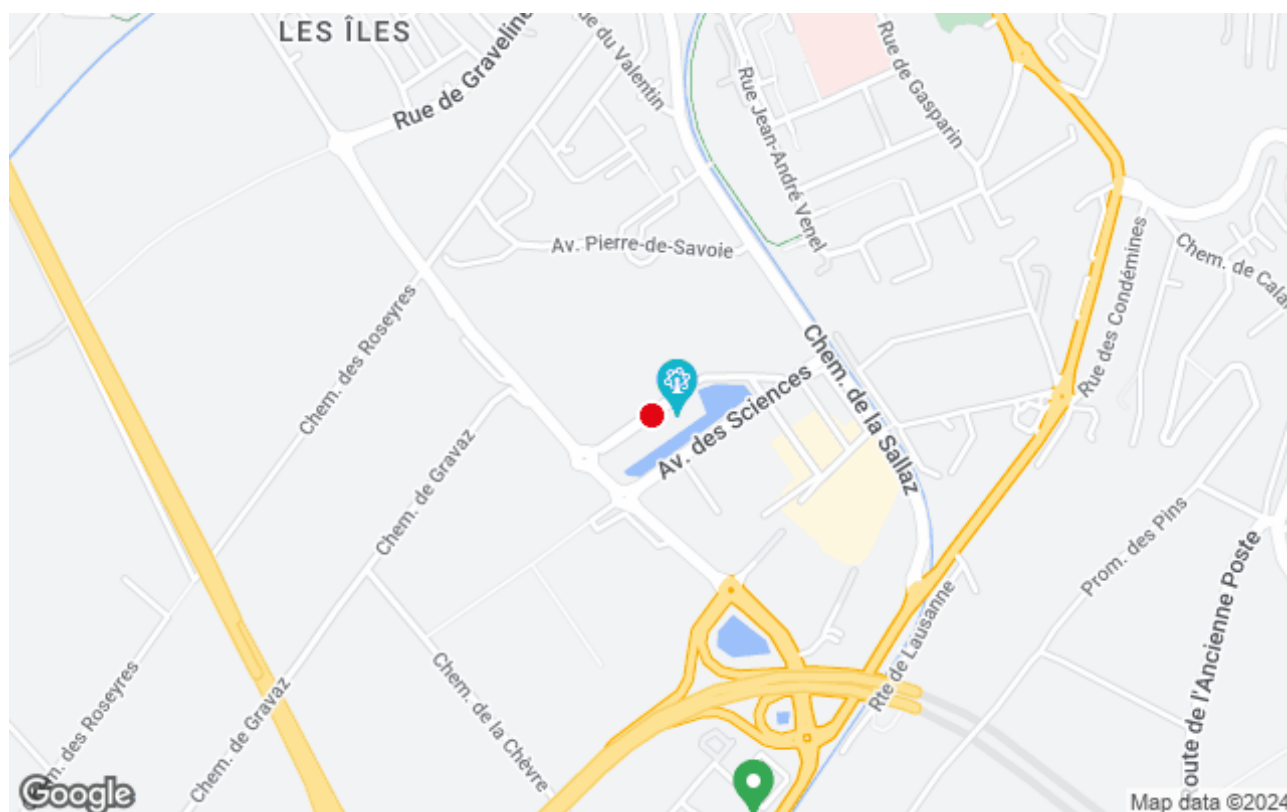 LES ÎLES
Rue de Graveline
ue du Valentin
Rue Jean-André Venel
Rue de Gasparin
Av. Pierre-de-Savoie
Chem. des Roseyres
Chem. de Gravaz
Chem. de la Sallaz
Av. des Sciences
Rue des Condémines
Chem. de Cala
Prom. des Pins
Route de l'Ancienne Poste
Rte de Lausanne
Chem. de la Chèvre
em. des Roseyres
Chem. de Gravaz
Google
Map data ©2024